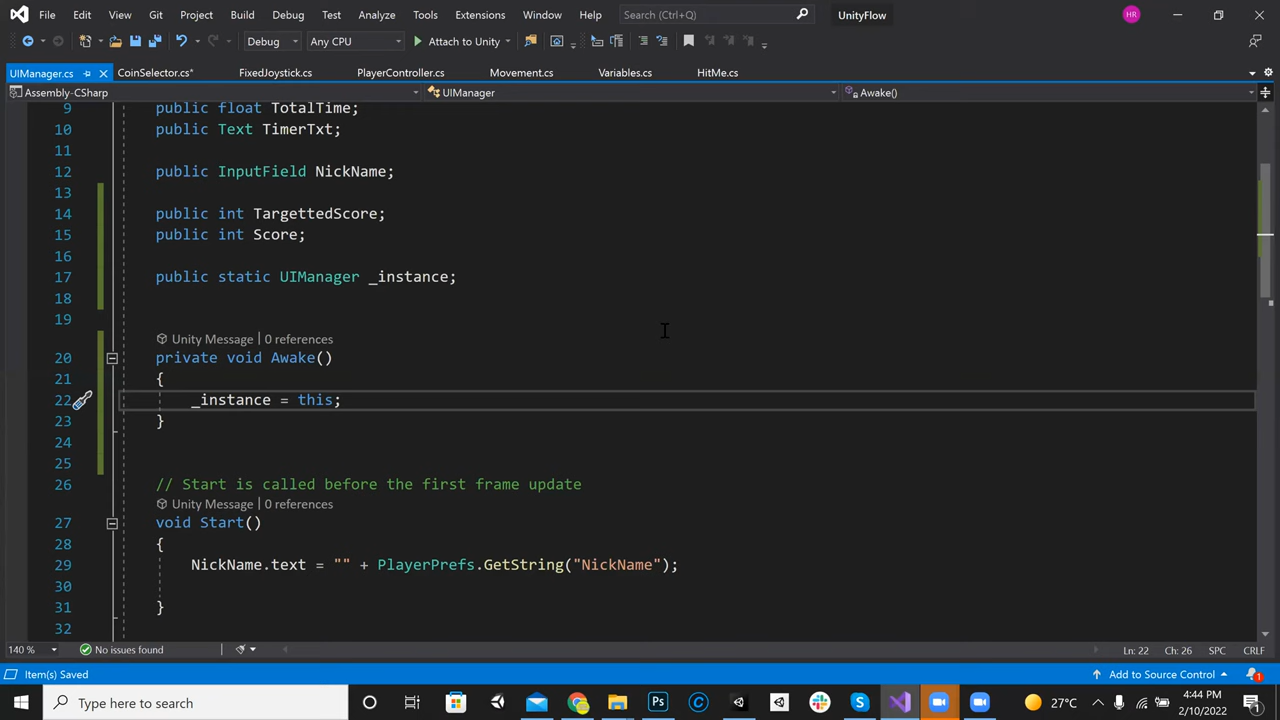 File Edit View Git Project Build Debug Test Analyze Tools Extensions Window Help Search (Ctrl+Q) UnityFlow HR
Debug Any CPU Attach to Unity
UIManager.cs CoinSelector.cs* FixedJoystick.cs PlayerController.cs Movement.cs Variables.cs HitMe.cs
Assembly-CSharp UIManager Awake()
9 public float TotalTime;
10 public Text TimerTxt;
11
12 public InputField NickName;
13
14 public int TargettedScore;
15 public int Score;
16
17 public static UIManager _instance;
18
19
Unity Message | 0 references
20 private void Awake()
21 {
22 _instance = this;
23 }
24
25
26 // Start is called before the first frame update
Unity Message | 0 references
27 void Start()
28 {
29 NickName.text = "" + PlayerPrefs.GetString("NickName");
30
31 }
32
140 % No issues found Ln: 22 Ch: 26 SPC CRLF
Item(s) Saved Add to Source Control 1
Type here to search Ps 27°C 4:44 PM
2/10/2022